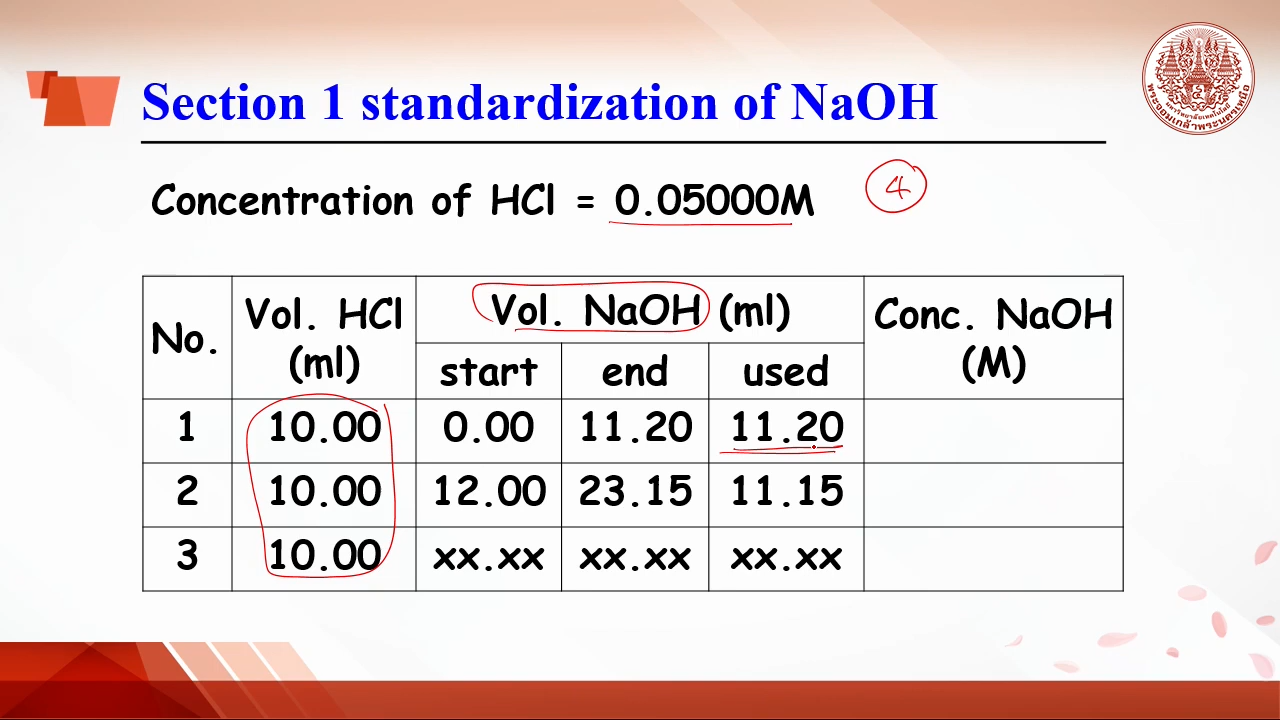 Section 1 standardization of NaOH
Concentration of HCl = 0.05000M
4
No. Vol. HCl (ml) Vol. NaOH (ml) Conc. NaOH (M)
start end used
1 10.00 0.00 11.20 11.20
2 10.00 12.00 23.15 11.15
3 10.00 xx.xx xx.xx xx.xx